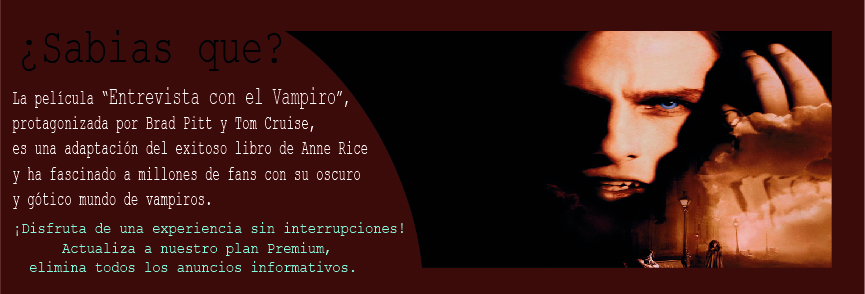 ¿Sabias que?
La película “Entrevista con el Vampiro”,
protagonizada por Brad Pitt y Tom Cruise,
es una adaptación del exitoso libro de Anne Rice
y ha fascinado a millones de fans con su oscuro
y gótico mundo de vampiros.
¡Disfruta de una experiencia sin interrupciones!
Actualiza a nuestro plan Premium,
elimina todos los anuncios informativos.